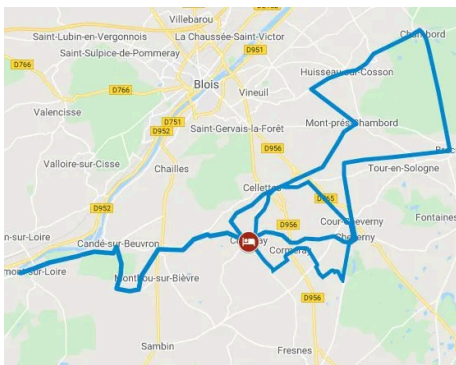 Villebarou
Saint-Lubin-en-Vergonnois
La Chaussée-Saint-Victor
Saint-Sulpice-de-Pommeray
D951
D766
Chambord
Huisseau-sur-Cosson
Blois
D766
Vineuil
Valencisse
D751
D952
Saint-Gervais-la-Forêt
Mont-près-Chambord
D956
Valloire-sur-Cisse
Chailles
Tour-en-Sologne
Cellettes
D765
D952
Cour-Cheverny
Fontaines
D956
Candé-sur-Beuvron
Cheverny
Cormeray
Monthou-sur-Bièvre
D956
Sambin
Fresnes